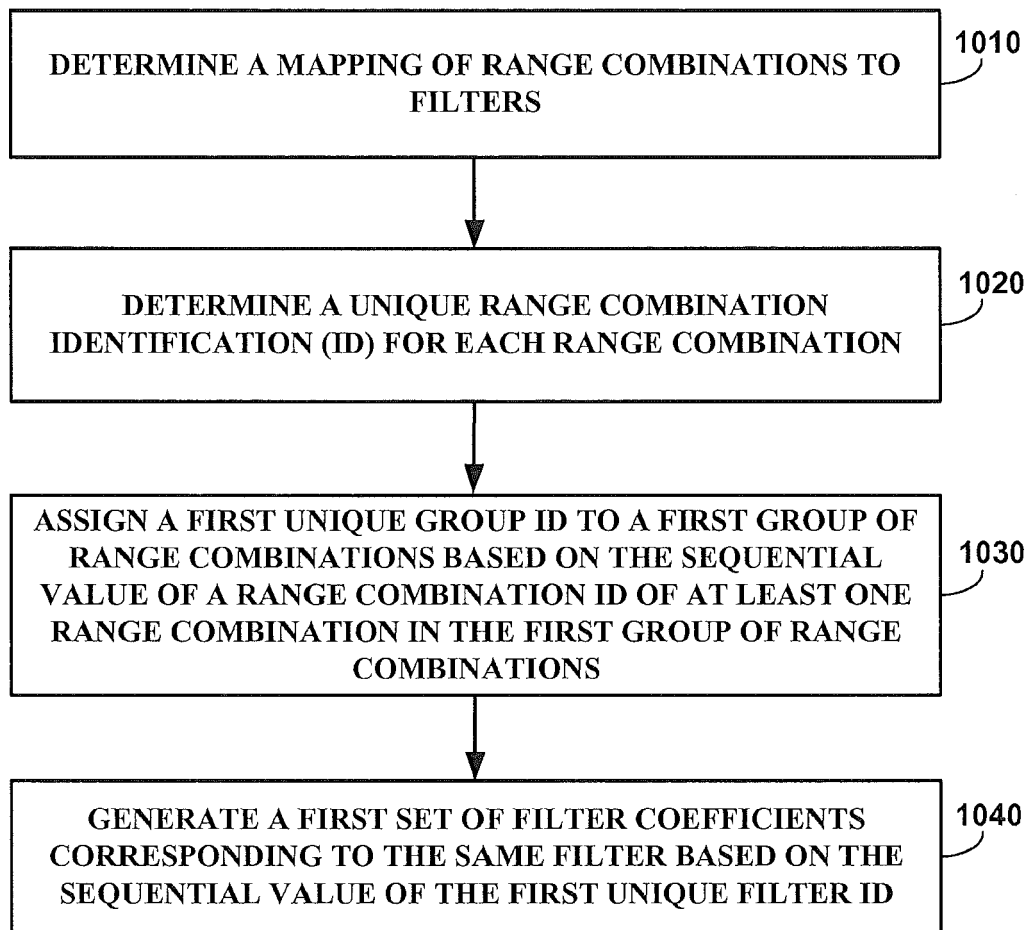 DETERMINE A MAPPING OF RANGE COMBINATIONS TO
FILTERS
1010
DETERMINE A UNIQUE RANGE COMBINATION
IDENTIFICATION (ID) FOR EACH RANGE COMBINATION
1020
ASSIGN A FIRST UNIQUE GROUP ID TO A FIRST GROUP OF
RANGE COMBINATIONS BASED ON THE SEQUENTIAL
VALUE OF A RANGE COMBINATION ID OF AT LEAST ONE
RANGE COMBINATION IN THE FIRST GROUP OF RANGE
COMBINATIONS
1030
GENERATE A FIRST SET OF FILTER COEFFICIENTS
CORRESPONDING TO THE SAME FILTER BASED ON THE
SEQUENTIAL VALUE OF THE FIRST UNIQUE FILTER ID
1040